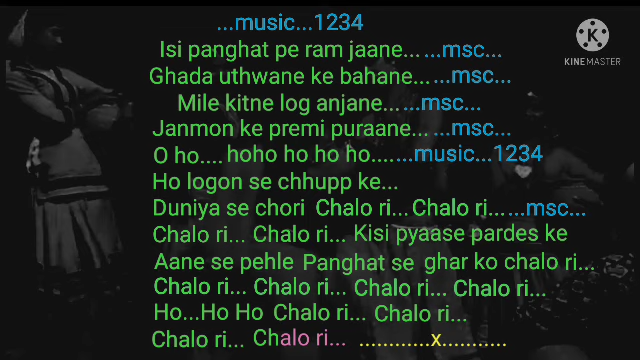 ...music...1234
Isi panghat pe ram jaane......msc...
Ghada uthwane ke bahane......msc...
Mile kitne log anjane......msc...
Janmon ke premi puraane......msc...
O ho....hoho ho ho ho.......music...1234
Ho logon se chhupp ke...
Duniya se chori Chalo ri... Chalo ri......msc...
Chalo ri... Chalo ri... Kisi pyaase pardes ke
Aane se pehle Panghat se ghar ko chalo ri...
Chalo ri... Chalo ri... Chalo ri... Chalo ri...
Ho...Ho Ho Chalo ri... Chalo ri...
Chalo ri... Chalo ri... ............x...........
K
KINEMASTER